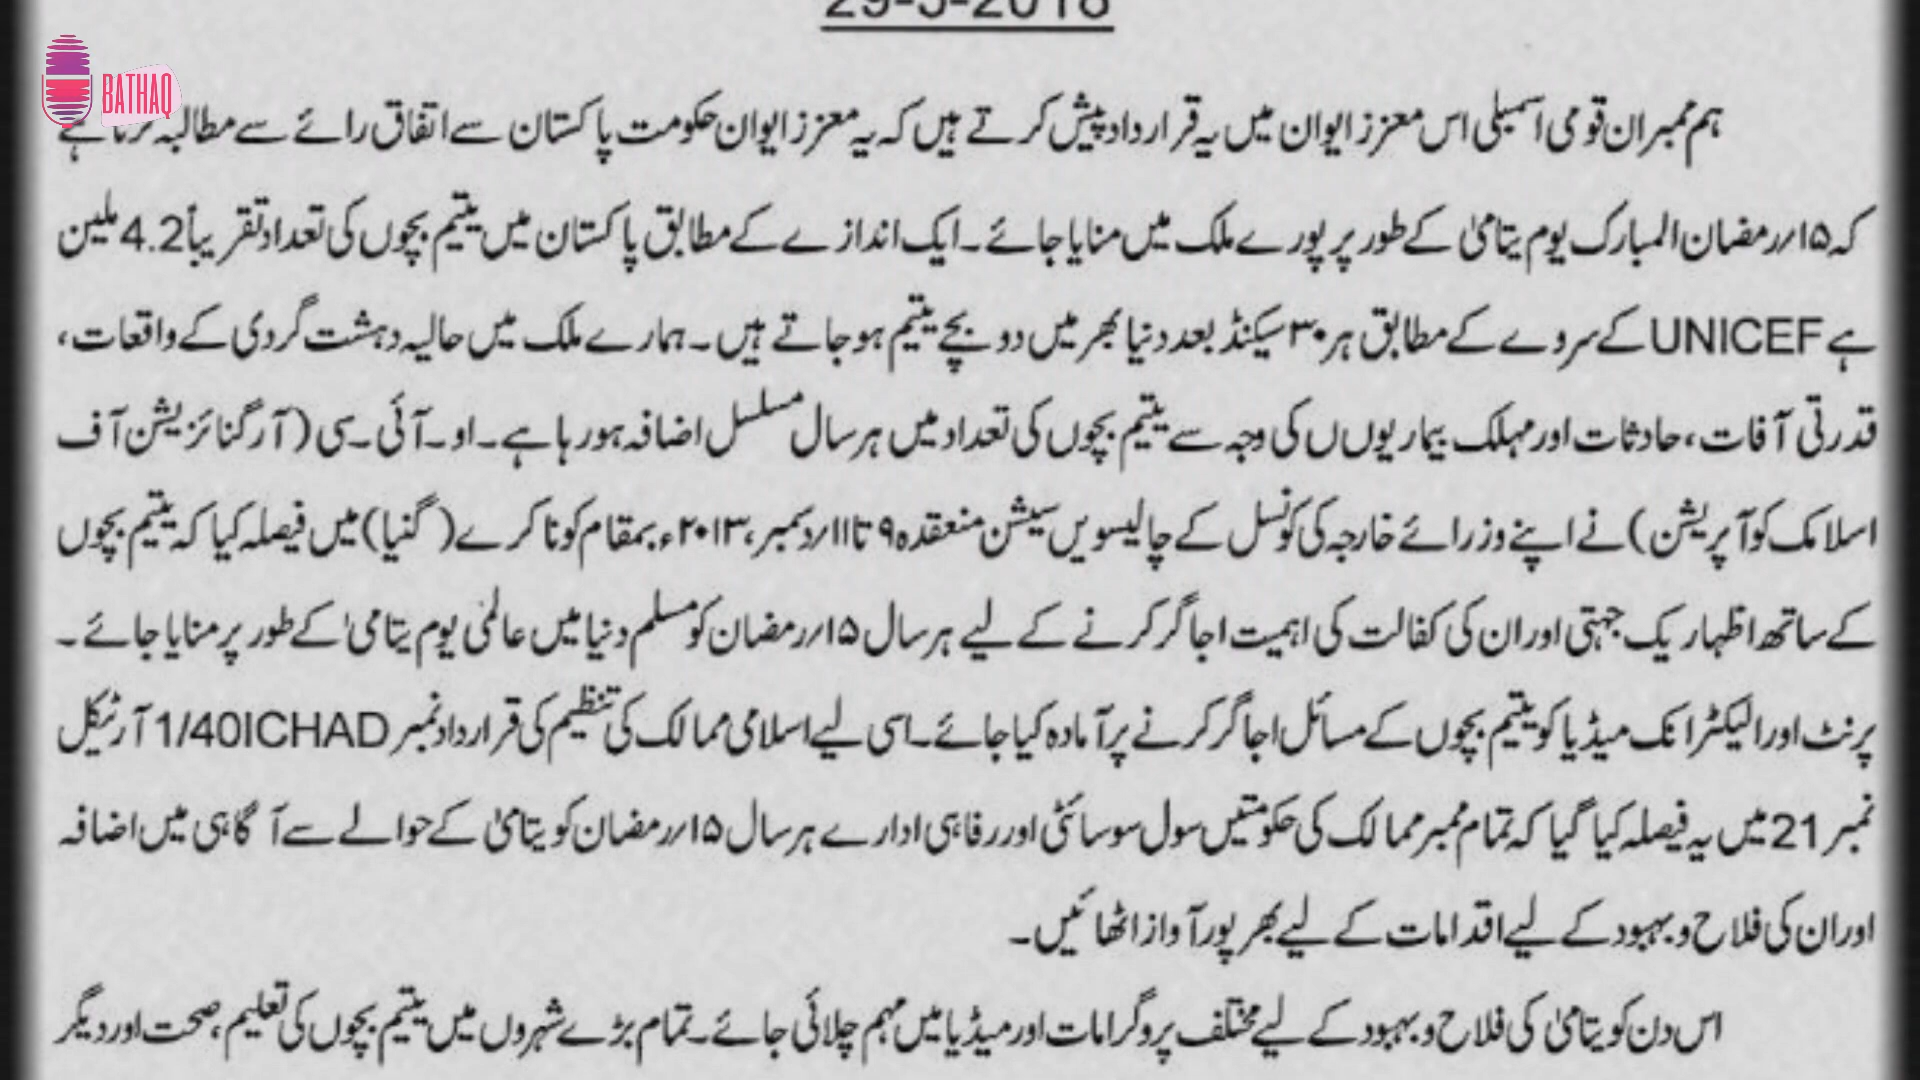 29-5-2018
BATHAQ
ہم ممبران قومی اسمبلی اس معزز ایوان میں یہ قرارداد پیش کرتے ہیں کہ یہ معزز ایوان حکومت پاکستان سے اتفاق رائے سے مطالبہ کرتا ہے
کہ ۱۵/رمضان المبارک یوم یتامیٰ کے طور پر پورے ملک میں منایا جائے۔ ایک اندازے کے مطابق پاکستان میں یتیم بچوں کی تعداد تقریباً 4.2 ملین
ہے UNICEF کے سروے کے مطابق ہر ۳۰ سیکنڈ بعد دنیا بھر میں دو بچے یتیم ہو جاتے ہیں۔ ہمارے ملک میں حالیہ دہشت گردی کے واقعات،
قدرتی آفات، حادثات اور مہلک بیماریوں کی وجہ سے یتیم بچوں کی تعداد میں ہر سال مسلسل اضافہ ہو رہا ہے۔ او۔آئی۔سی (آرگنائزیشن آف
اسلامک کوآپریشن) نے اپنے وزرائے خارجہ کی کونسل کے چالیسویں سیشن منعقدہ ۹ تا ۱۱/دسمبر، ۲۰۱۳ء بمقام کوناکرے (گنیا) میں فیصلہ کیا کہ یتیم بچوں
کے ساتھ اظہار یک جہتی اور ان کی کفالت کی اہمیت اجاگر کرنے کے لیے ہر سال ۱۵/رمضان کو مسلم دنیا میں عالمی یوم یتامیٰ کے طور پر منایا جائے۔
پرنٹ اور الیکٹرانک میڈیا کو یتیم بچوں کے مسائل اجاگر کرنے پر آمادہ کیا جائے۔ اسی لیے اسلامی ممالک کی تنظیم کی قرارداد نمبر 1/40ICHAD آرٹیکل
نمبر 21 میں یہ فیصلہ کیا گیا کہ تمام ممبر ممالک کی حکومتیں سول سوسائٹی اور رفاہی ادارے ہر سال ۱۵/رمضان کو یتامیٰ کے حوالے سے آگاہی میں اضافہ
اور ان کی فلاح و بہبود کے لیے اقدامات کے لیے بھر پور آواز اٹھائیں۔
اس دن کو یتامیٰ کی فلاح و بہبود کے لیے مختلف پروگرامات اور میڈیا میں مہم چلائی جائے۔ تمام بڑے شہروں میں یتیم بچوں کی تعلیم، صحت اور دیگر